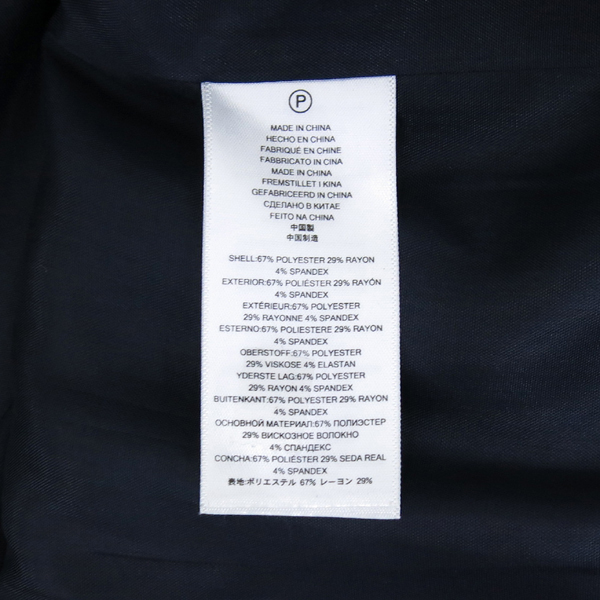 P
MADE IN CHINA
HECHO EN CHINA
FABRIQUÉ EN CHINE
FABBRICATO IN CINA
MADE IN CHINA
FREMSTILLET I KINA
GEFABRICEERD IN CHINA
СДЕЛАНО В КИТАЕ
FEITO NA CHINA
中国製
中国制造
SHELL:67% POLYESTER 29% RAYON
4% SPANDEX
EXTERIOR:67% POLIÉSTER 29% RAYÓN
4% SPANDEX
EXTÉRIEUR:67% POLYESTER
29% RAYONNE 4% SPANDEX
ESTERNO:67% POLIESTERE 29% RAYON
4% SPANDEX
OBERSTOFF:67% POLYESTER
29% VISKOSE 4% ELASTAN
YDERSTE LAG:67% POLYESTER
29% RAYON 4% SPANDEX
BUITENKANT:67% POLYESTER 29% RAYON
4% SPANDEX
ОСНОВНОЙ МАТЕРИАЛ:67% ПОЛИЭСТЕР
29% ВИСКОЗНОЕ ВОЛОКНО
4% СПАНДЕКС
CONCHA:67% POLIÉSTER 29% SEDA REAL
4% SPANDEX
表地:ポリエステル 67% レーヨン 29%